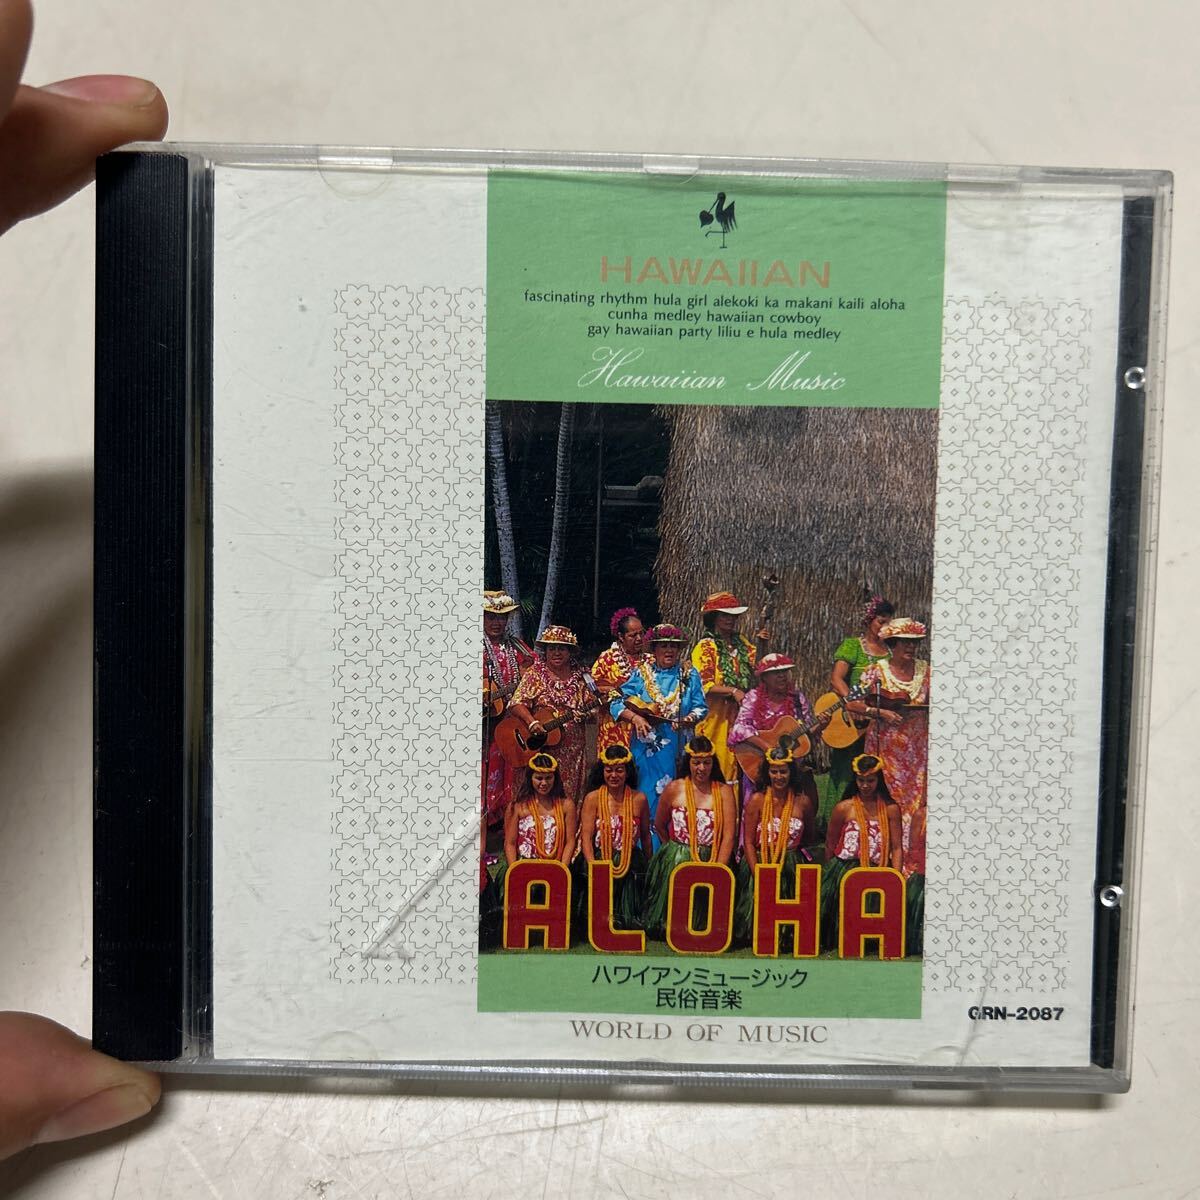 HAWAIIAN
fascinating rhythm hula girl alekoki ka makani kaili aloha
cunha medley hawaiian cowboy
gay hawaiian party liliu e hula medley
Hawaiian Music
ALOHA
ハワイアンミュージック
民俗音楽
GRN-2087
WORLD OF MUSIC